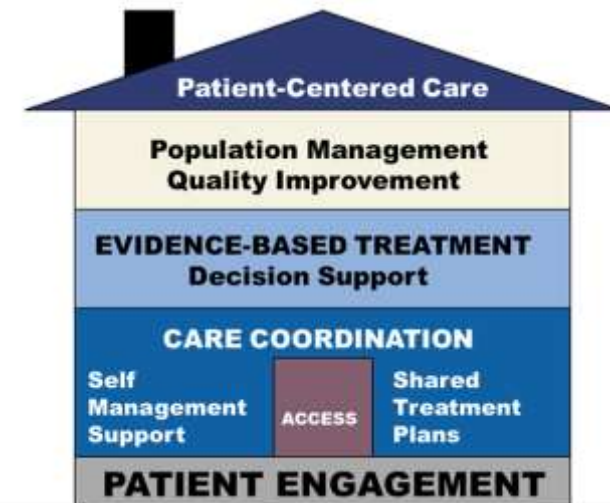 Patient-Centered Care
Population Management
Quality Improvement
EVIDENCE-BASED TREATMENT
Decision Support
CARE COORDINATION
Self
Management
Support
ACCESS
Shared
Treatment
Plans
PATIENT ENGAGEMENT